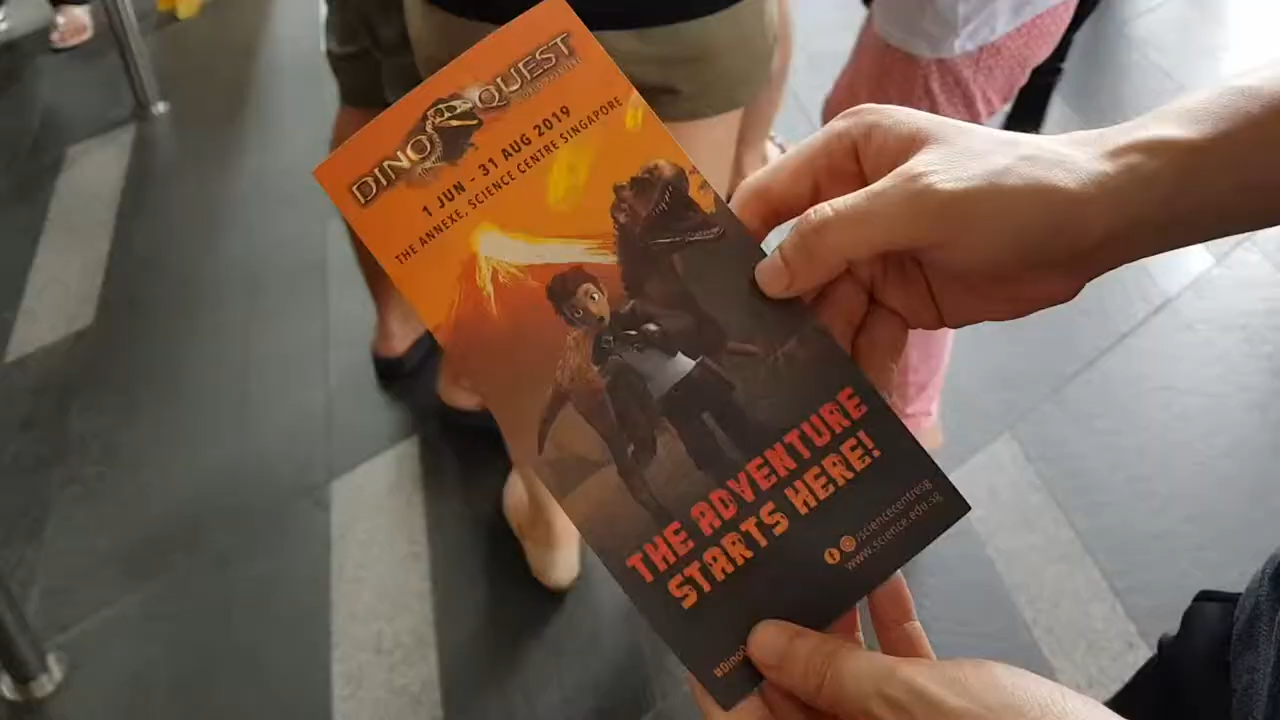 DINO QUEST
1 JUN - 31 AUG 2019
THE ANNEXE, SCIENCE CENTRE SINGAPORE
THE ADVENTURE
STARTS HERE!
/sciencecentresg
www.science.edu.sg